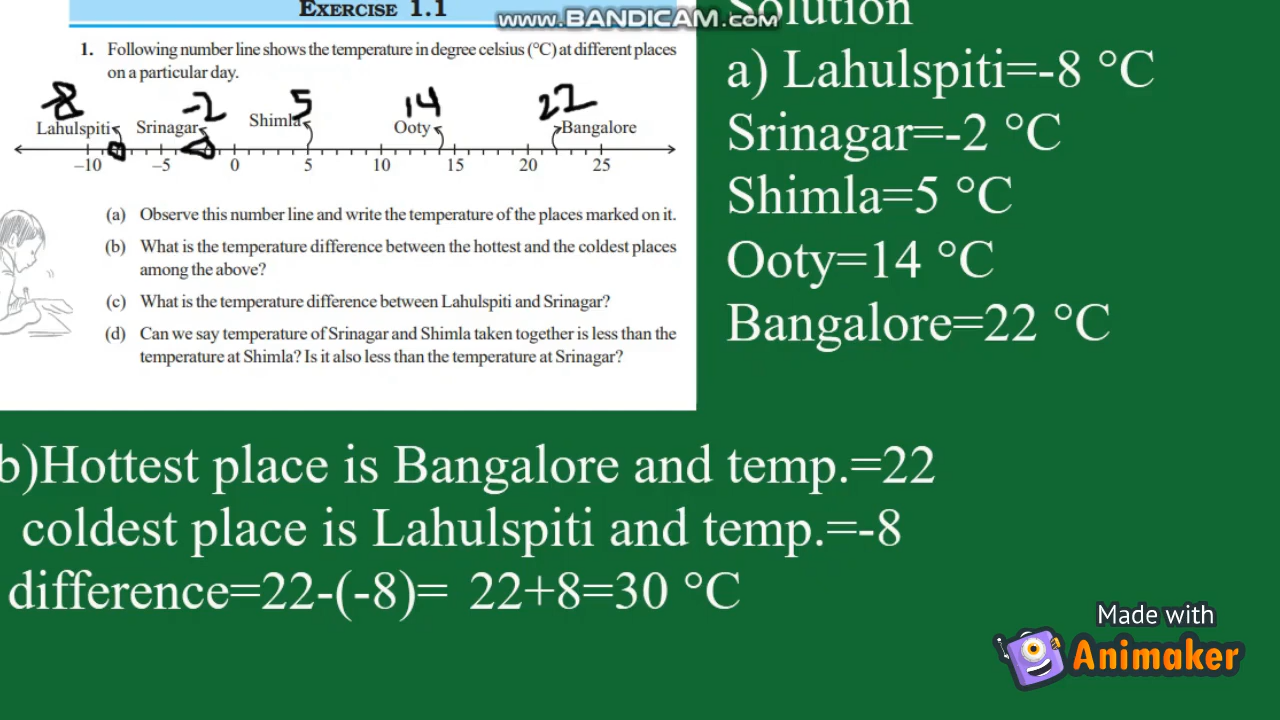 EXERCISE 1.1
www.BANDICAM.com
1. Following number line shows the temperature in degree celsius (°C) at different places
on a particular day.
-8 -2 5 14 22
Lahulspiti Srinagar Shimla Ooty Bangalore
–10 –5 0 5 10 15 20 25
(a) Observe this number line and write the temperature of the places marked on it.
(b) What is the temperature difference between the hottest and the coldest places
among the above?
(c) What is the temperature difference between Lahulspiti and Srinagar?
(d) Can we say temperature of Srinagar and Shimla taken together is less than the
temperature at Shimla? Is it also less than the temperature at Srinagar?
Solution
a) Lahulspiti=-8 °C
Srinagar=-2 °C
Shimla=5 °C
Ooty=14 °C
Bangalore=22 °C
b)Hottest place is Bangalore and temp.=22
coldest place is Lahulspiti and temp.=-8
difference=22-(-8)= 22+8=30 °C
Made with
Animaker